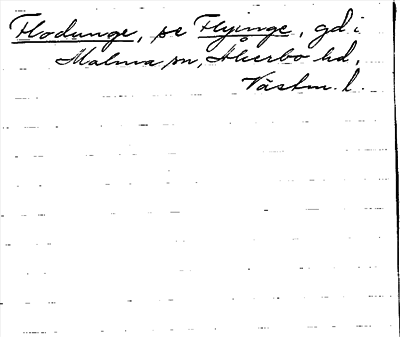 Flodunge, se Flyinge, gd i
Malma sn, Åkerbo hd,
Västm. l.